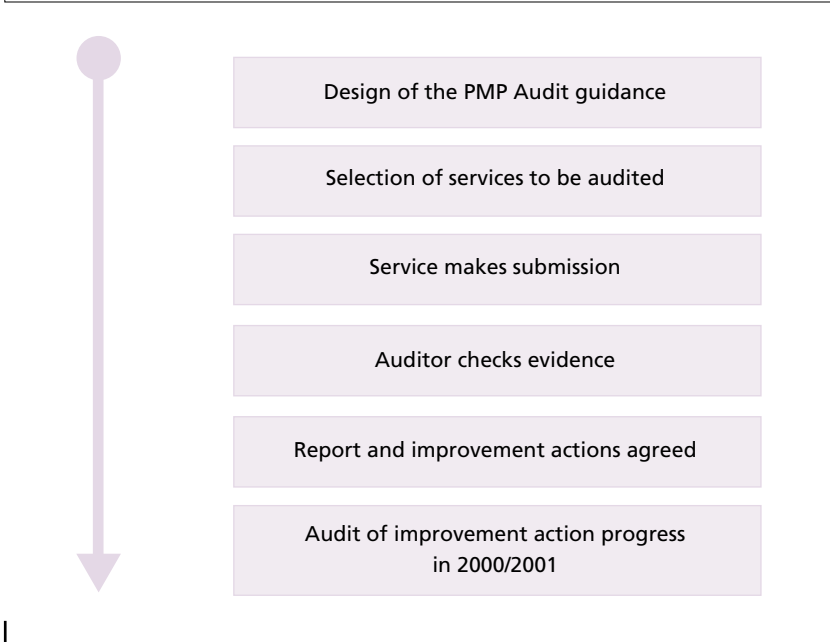 Design of the PMP Audit guidance
Selection of services to be audited
Service makes submission
Auditor checks evidence
Report and improvement actions agreed
Audit of improvement action progress
in 2000/2001